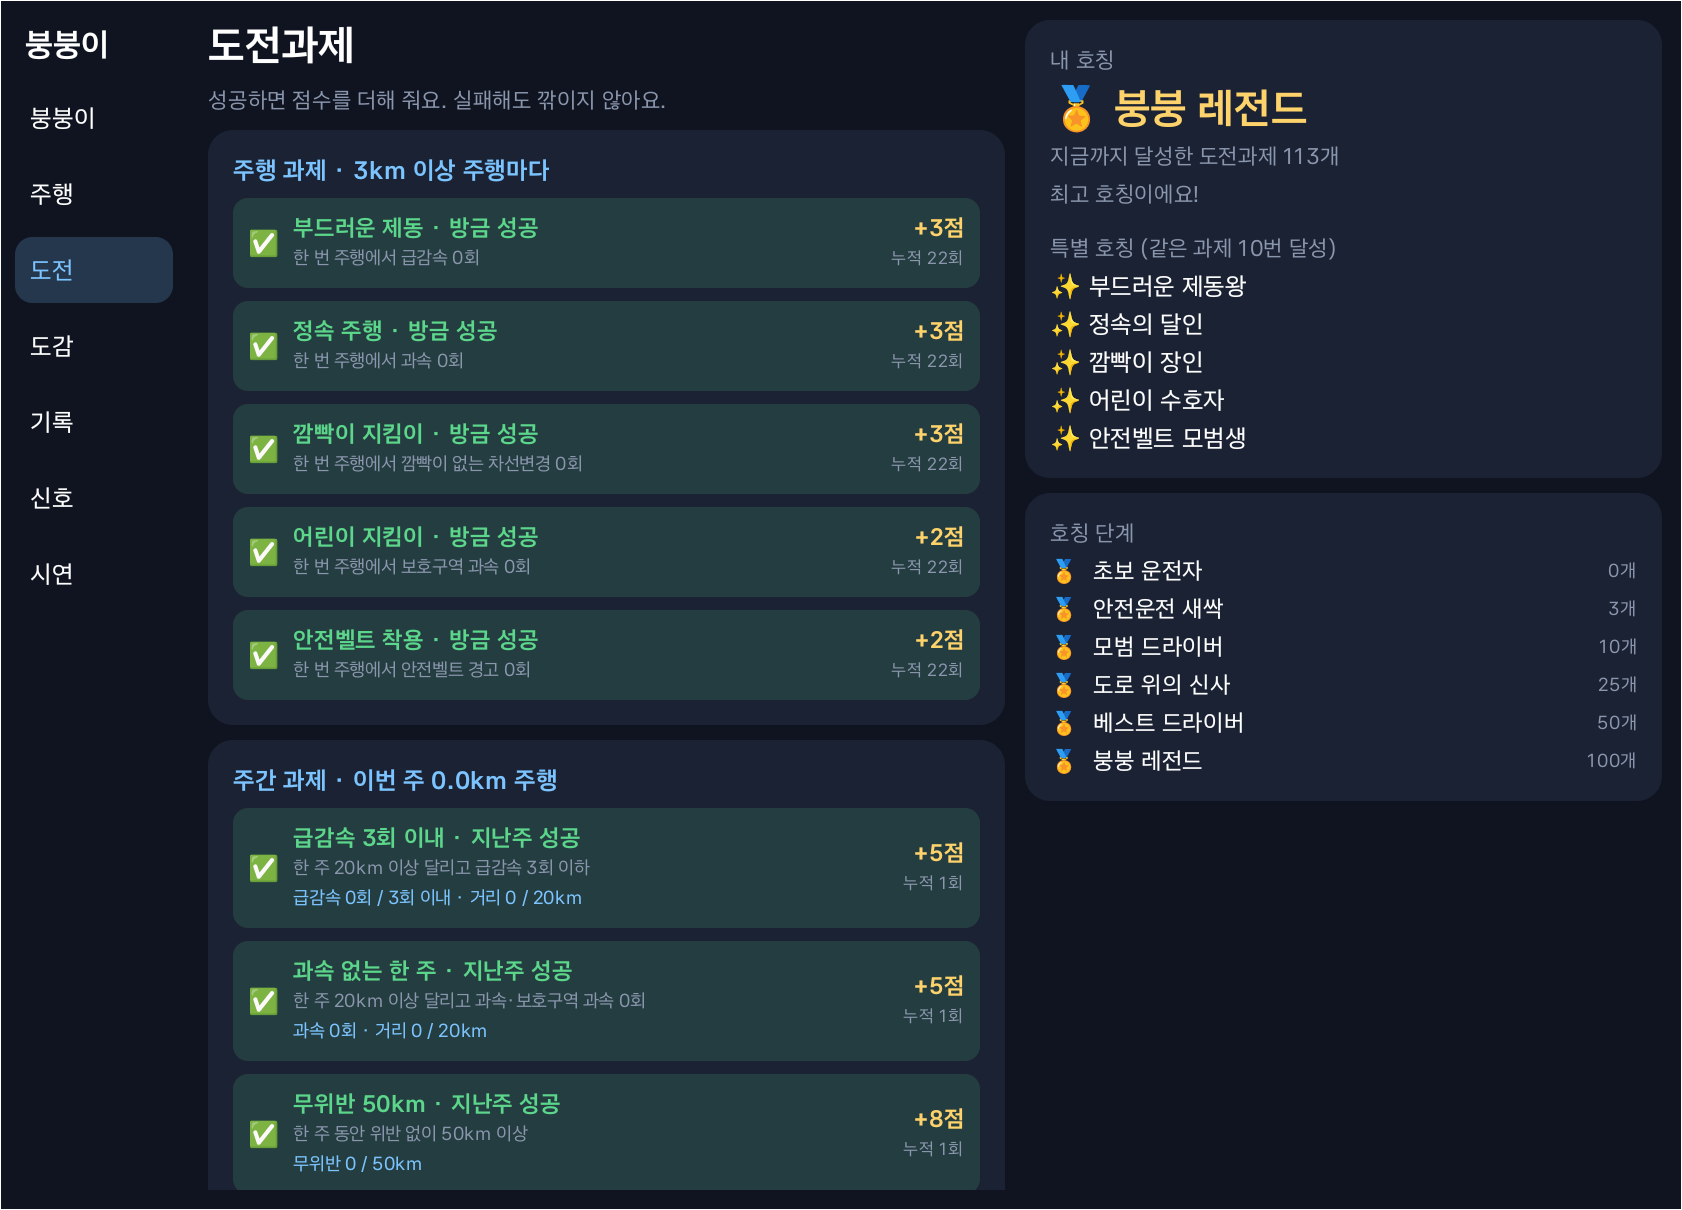 붕붕이
붕붕이
주행
도전
도감
기록
신호
시연
도전과제
성공하면 점수를 더해 줘요. 실패해도 깎이지 않아요.
주행 과제 · 3km 이상 주행마다
✅ 부드러운 제동 · 방금 성공 +3점
한 번 주행에서 급감속 0회 누적 22회
✅ 정속 주행 · 방금 성공 +3점
한 번 주행에서 과속 0회 누적 22회
✅ 깜빡이 지킴이 · 방금 성공 +3점
한 번 주행에서 깜빡이 없는 차선변경 0회 누적 22회
✅ 어린이 지킴이 · 방금 성공 +2점
한 번 주행에서 보호구역 과속 0회 누적 22회
✅ 안전벨트 착용 · 방금 성공 +2점
한 번 주행에서 안전벨트 경고 0회 누적 22회
주간 과제 · 이번 주 0.0km 주행
✅ 급감속 3회 이내 · 지난주 성공 +5점
한 주 20km 이상 달리고 급감속 3회 이하 누적 1회
급감속 0회 / 3회 이내 · 거리 0 / 20km
✅ 과속 없는 한 주 · 지난주 성공 +5점
한 주 20km 이상 달리고 과속·보호구역 과속 0회 누적 1회
과속 0회 · 거리 0 / 20km
✅ 무위반 50km · 지난주 성공 +8점
한 주 동안 위반 없이 50km 이상 누적 1회
무위반 0 / 50km
내 호칭
🏅 붕붕 레전드
지금까지 달성한 도전과제 113개
최고 호칭이에요!
특별 호칭 (같은 과제 10번 달성)
✨ 부드러운 제동왕
✨ 정속의 달인
✨ 깜빡이 장인
✨ 어린이 수호자
✨ 안전벨트 모범생
호칭 단계
🏅 초보 운전자 0개
🏅 안전운전 새싹 3개
🏅 모범 드라이버 10개
🏅 도로 위의 신사 25개
🏅 베스트 드라이버 50개
🏅 붕붕 레전드 100개